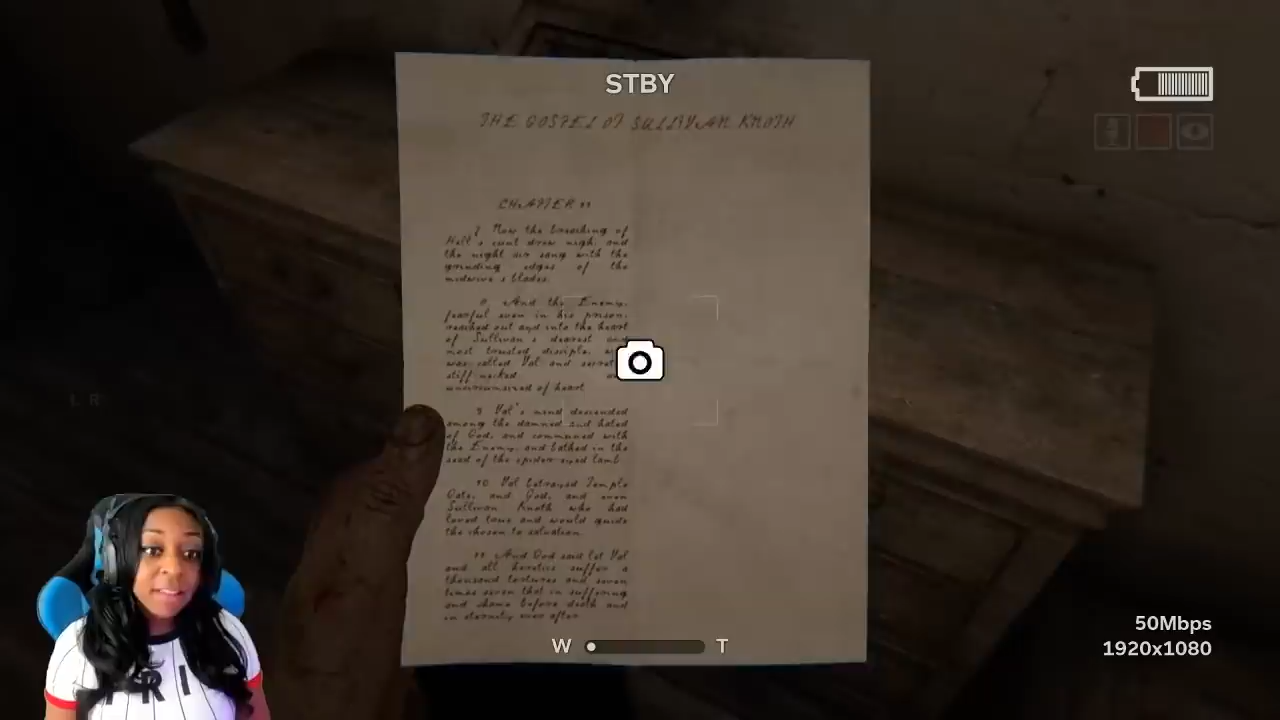 STBY
THE GOSPEL OF SULLIVAN KNOTH
CHAPTER
7 Now the breaching of
Hell's cunt drew nigh, and
the night air sang with the
grinding edges of the
midwive's blades.
8 And the Enemy,
fearful even in his prison,
reached out and into the heart
of Sullivan's dearest and
most trusted disciple,
was called Val and
stiff-necked
uncircumcised of heart
9 Val's mind descended
among the damned and hated
of God, and communed with
the Enemy, and bathed in the
seed of the spider-eyed lamb
10 Val betrayed Temple
Gate, and God, and even
Sullivan Knoth who had
loved true and would guide
the chosen to salvation.
11 And God said let Val
and all heretics suffer a
thousand tortures and seven
times seven that in suffering
and shame before death and
in eternity ever after
L R
W T
50Mbps
1920x1080